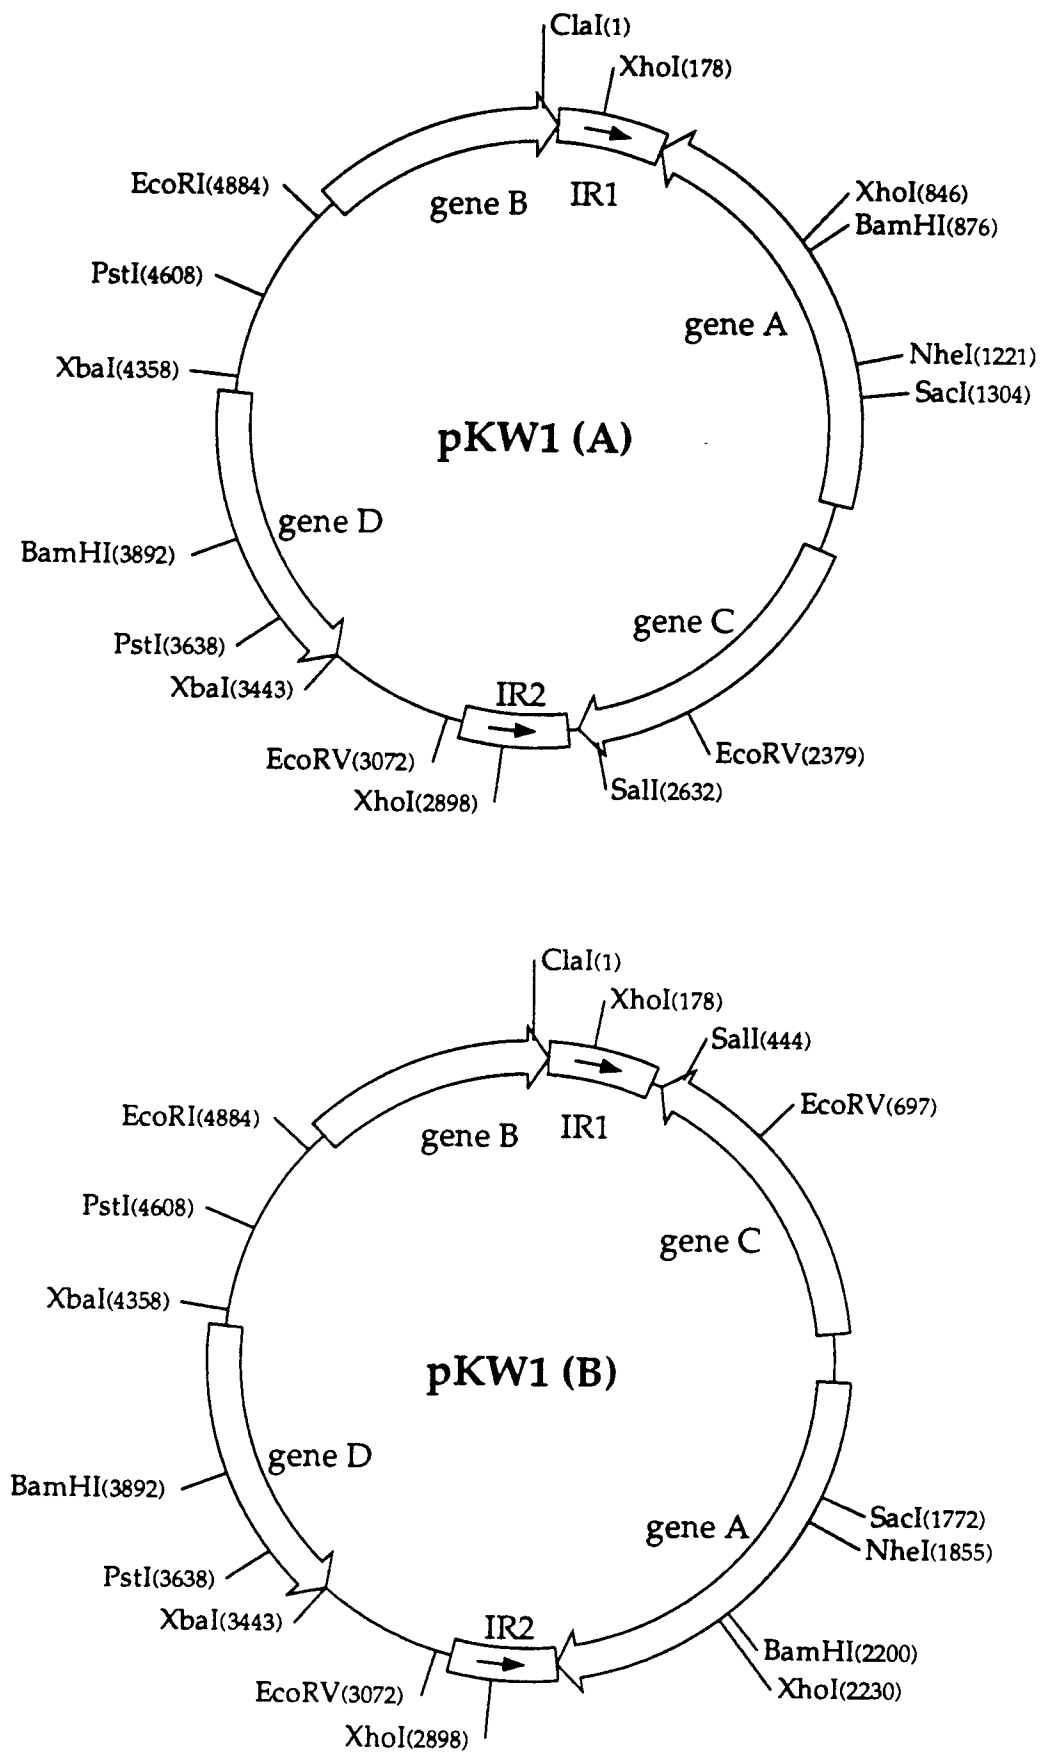 ClaI(1)
XhoI(178)
EcoRI(4884)
gene B
IR1
XhoI(846)
BamHI(876)
PstI(4608)
gene A
XbaI(4358)
NheI(1221)
SacI(1304)
pKW1 (A)
gene D
BamHI(3892)
gene C
PstI(3638)
XbaI(3443)
IR2
EcoRV(3072)
EcoRV(2379)
XhoI(2898)
SalI(2632)
ClaI(1)
XhoI(178)
SalI(444)
EcoRV(697)
EcoRI(4884)
gene B
IR1
PstI(4608)
gene C
XbaI(4358)
pKW1 (B)
gene D
BamHI(3892)
SacI(1772)
gene A
NheI(1855)
PstI(3638)
XbaI(3443)
IR2
BamHI(2200)
EcoRV(3072)
XhoI(2230)
XhoI(2898)